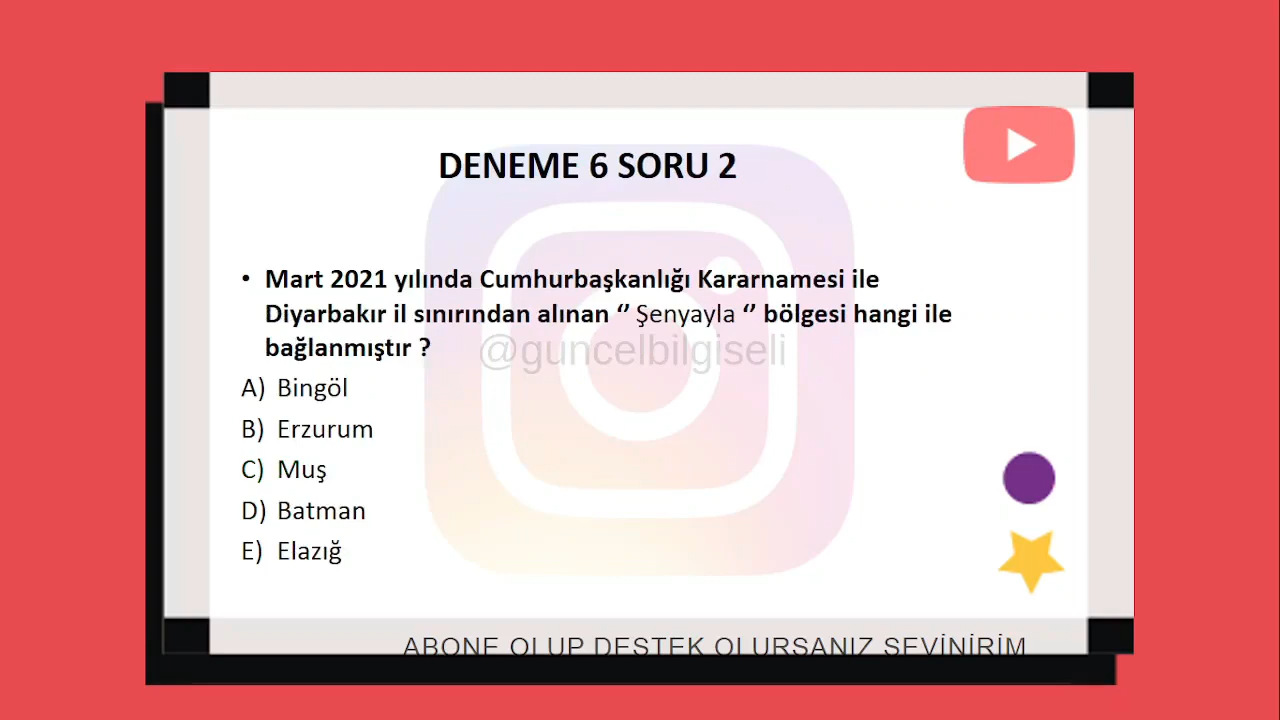 DENEME 6 SORU 2
• Mart 2021 yılında Cumhurbaşkanlığı Kararnamesi ile
Diyarbakır il sınırından alınan ‘’ Şenyayla ‘’ bölgesi hangi ile
bağlanmıştır ?
@guncelbilgiseli
A) Bingöl
B) Erzurum
C) Muş
D) Batman
E) Elazığ
ABONE OLUP DESTEK OLURSANIZ SEVİNİRİM